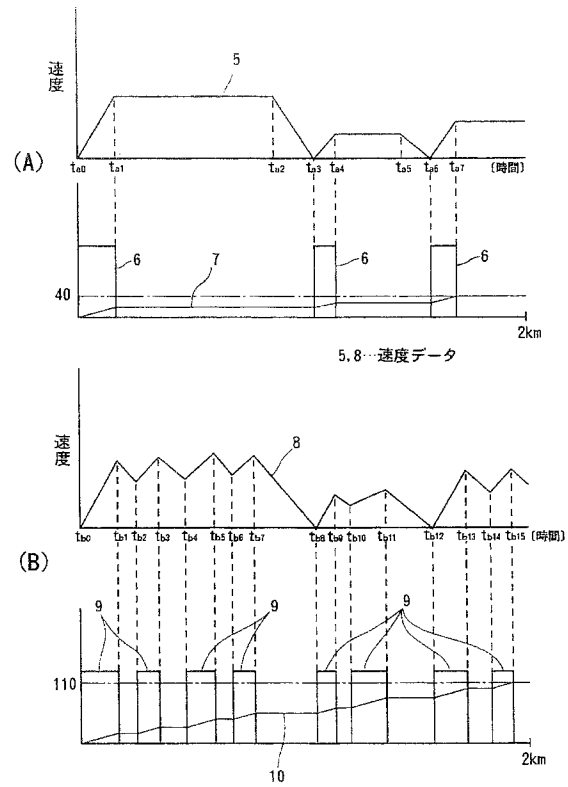 速度
5
(A)
ta0 ta1 ta2 ta3 ta4 ta5 ta6 ta7 〔時間〕
6 7 6 6
40
2km
5,8…速度データ
速度
8
tb0 tb1 tb2 tb3 tb4 tb5 tb6 tb7 tb8 tb9 tb10 tb11 tb12 tb13 tb14 tb15 〔時間〕
(B)
9 9 9
110
2km
10